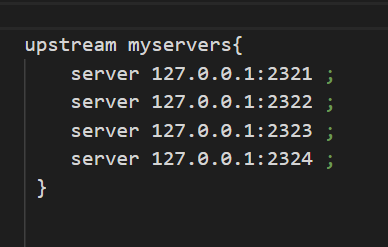 upstream myservers{
server 127.0.0.1:2321 ;
server 127.0.0.1:2322 ;
server 127.0.0.1:2323 ;
server 127.0.0.1:2324 ;
}